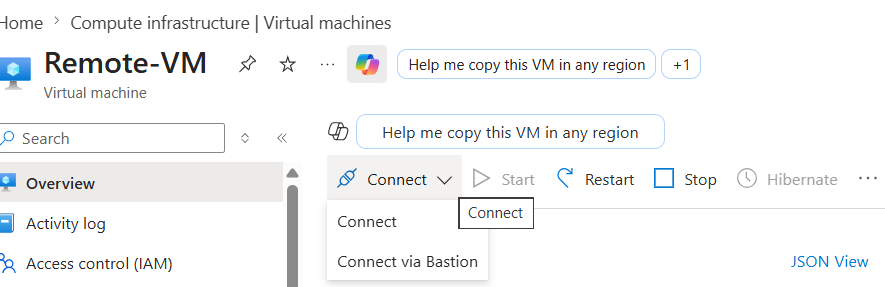 Home > Compute infrastructure | Virtual machines
Remote-VM
Help me copy this VM in any region
+1
Virtual machine
Search
Help me copy this VM in any region
Overview
Activity log
Access control (IAM)
Connect
Start
Restart
Stop
Hibernate
Connect
Connect
Connect via Bastion
JSON View